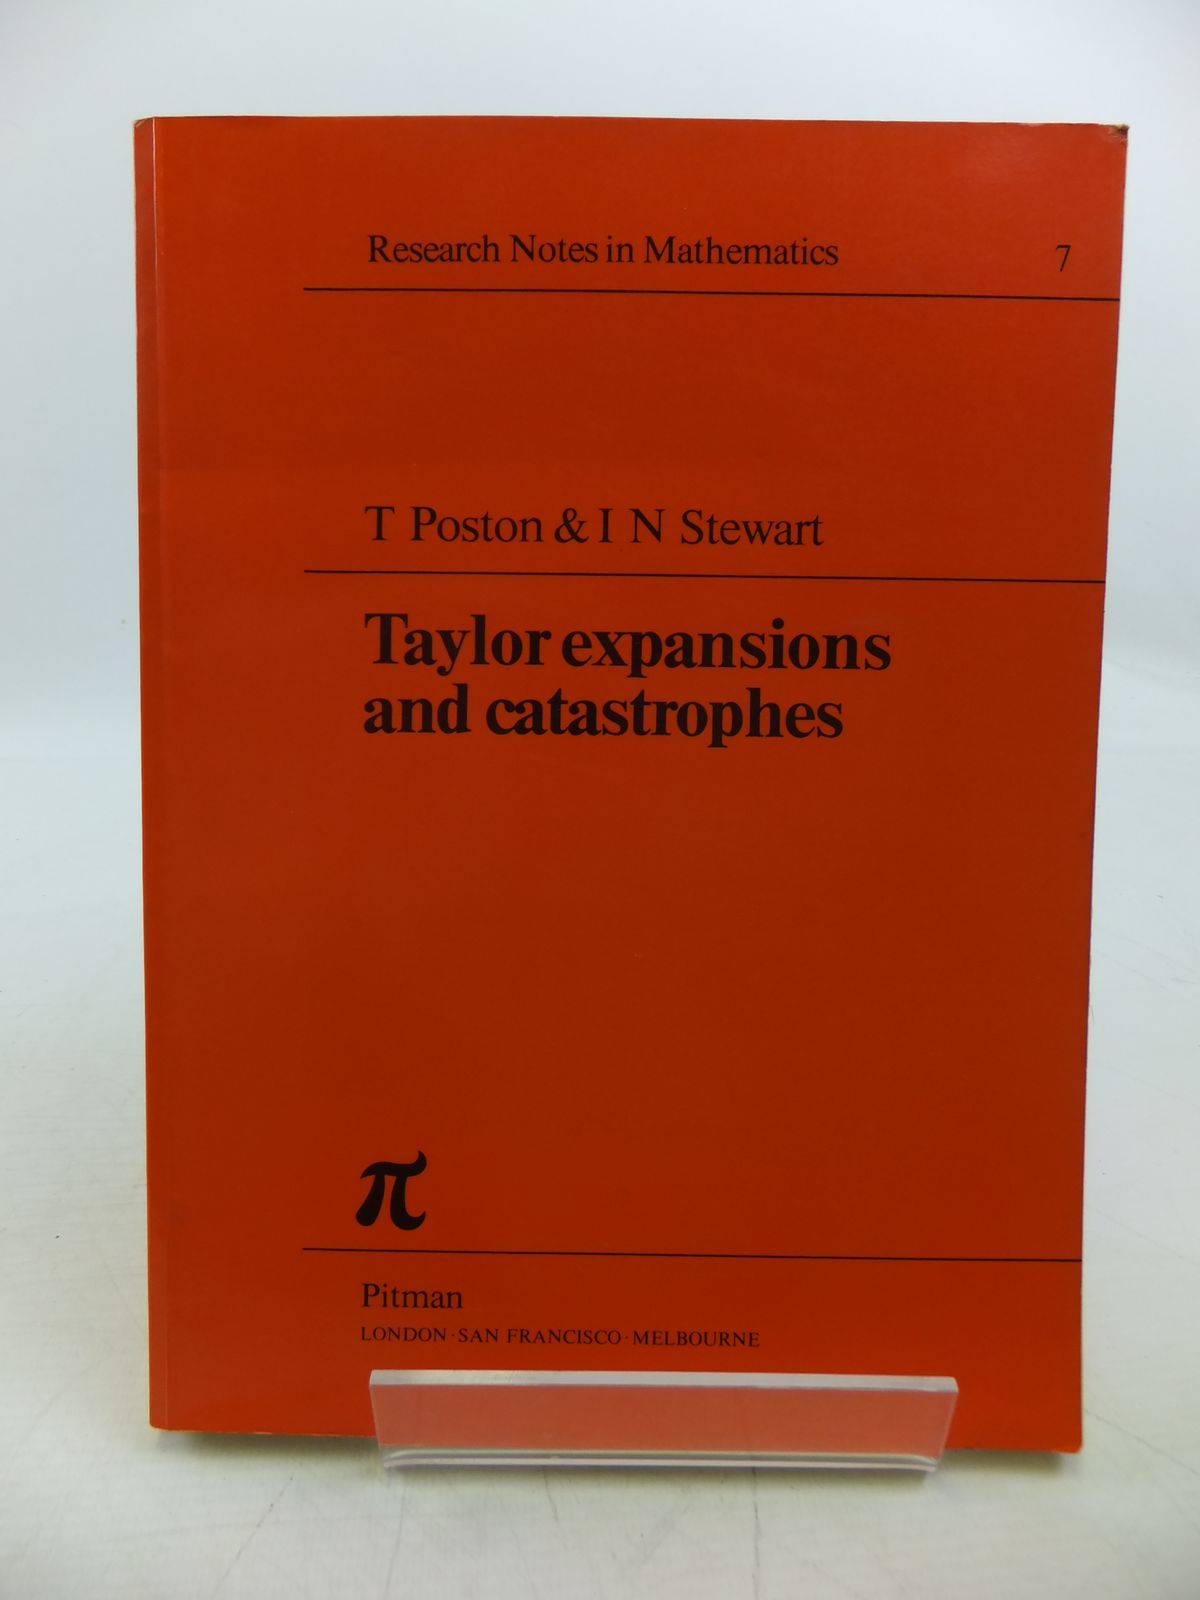 Research Notes in Mathematics 7
T Poston & I N Stewart
Taylor expansions
and catastrophes
π
Pitman
LONDON · SAN FRANCISCO · MELBOURNE